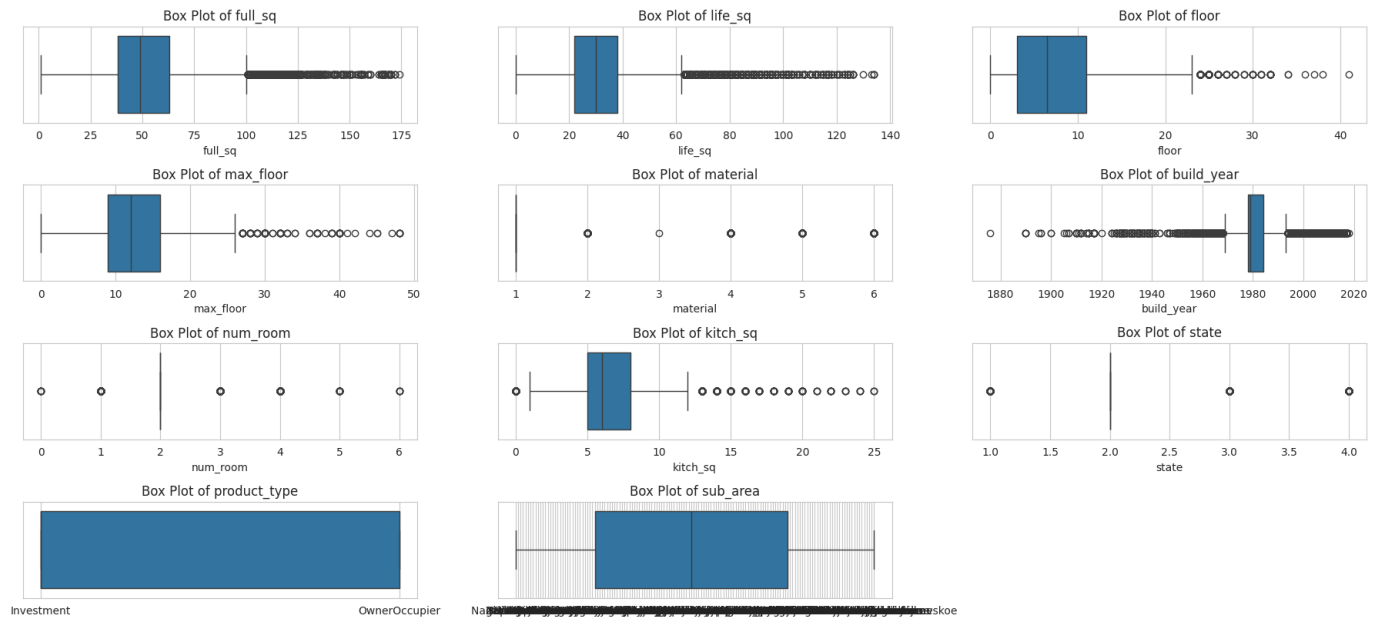 Box Plot of full_sq
0 25 50 75 100 125 150 175
full_sq
Box Plot of life_sq
0 20 40 60 80 100 120 140
life_sq
Box Plot of floor
0 10 20 30 40
floor
Box Plot of max_floor
0 10 20 30 40 50
max_floor
Box Plot of material
1 2 3 4 5 6
material
Box Plot of build_year
1880 1900 1920 1940 1960 1980 2000 2020
build_year
Box Plot of num_room
0 1 2 3 4 5 6
num_room
Box Plot of kitch_sq
0 5 10 15 20 25
kitch_sq
Box Plot of state
1.0 1.5 2.0 2.5 3.0 3.5 4.0
state
Box Plot of product_type
Investment OwnerOccupier
Box Plot of sub_area